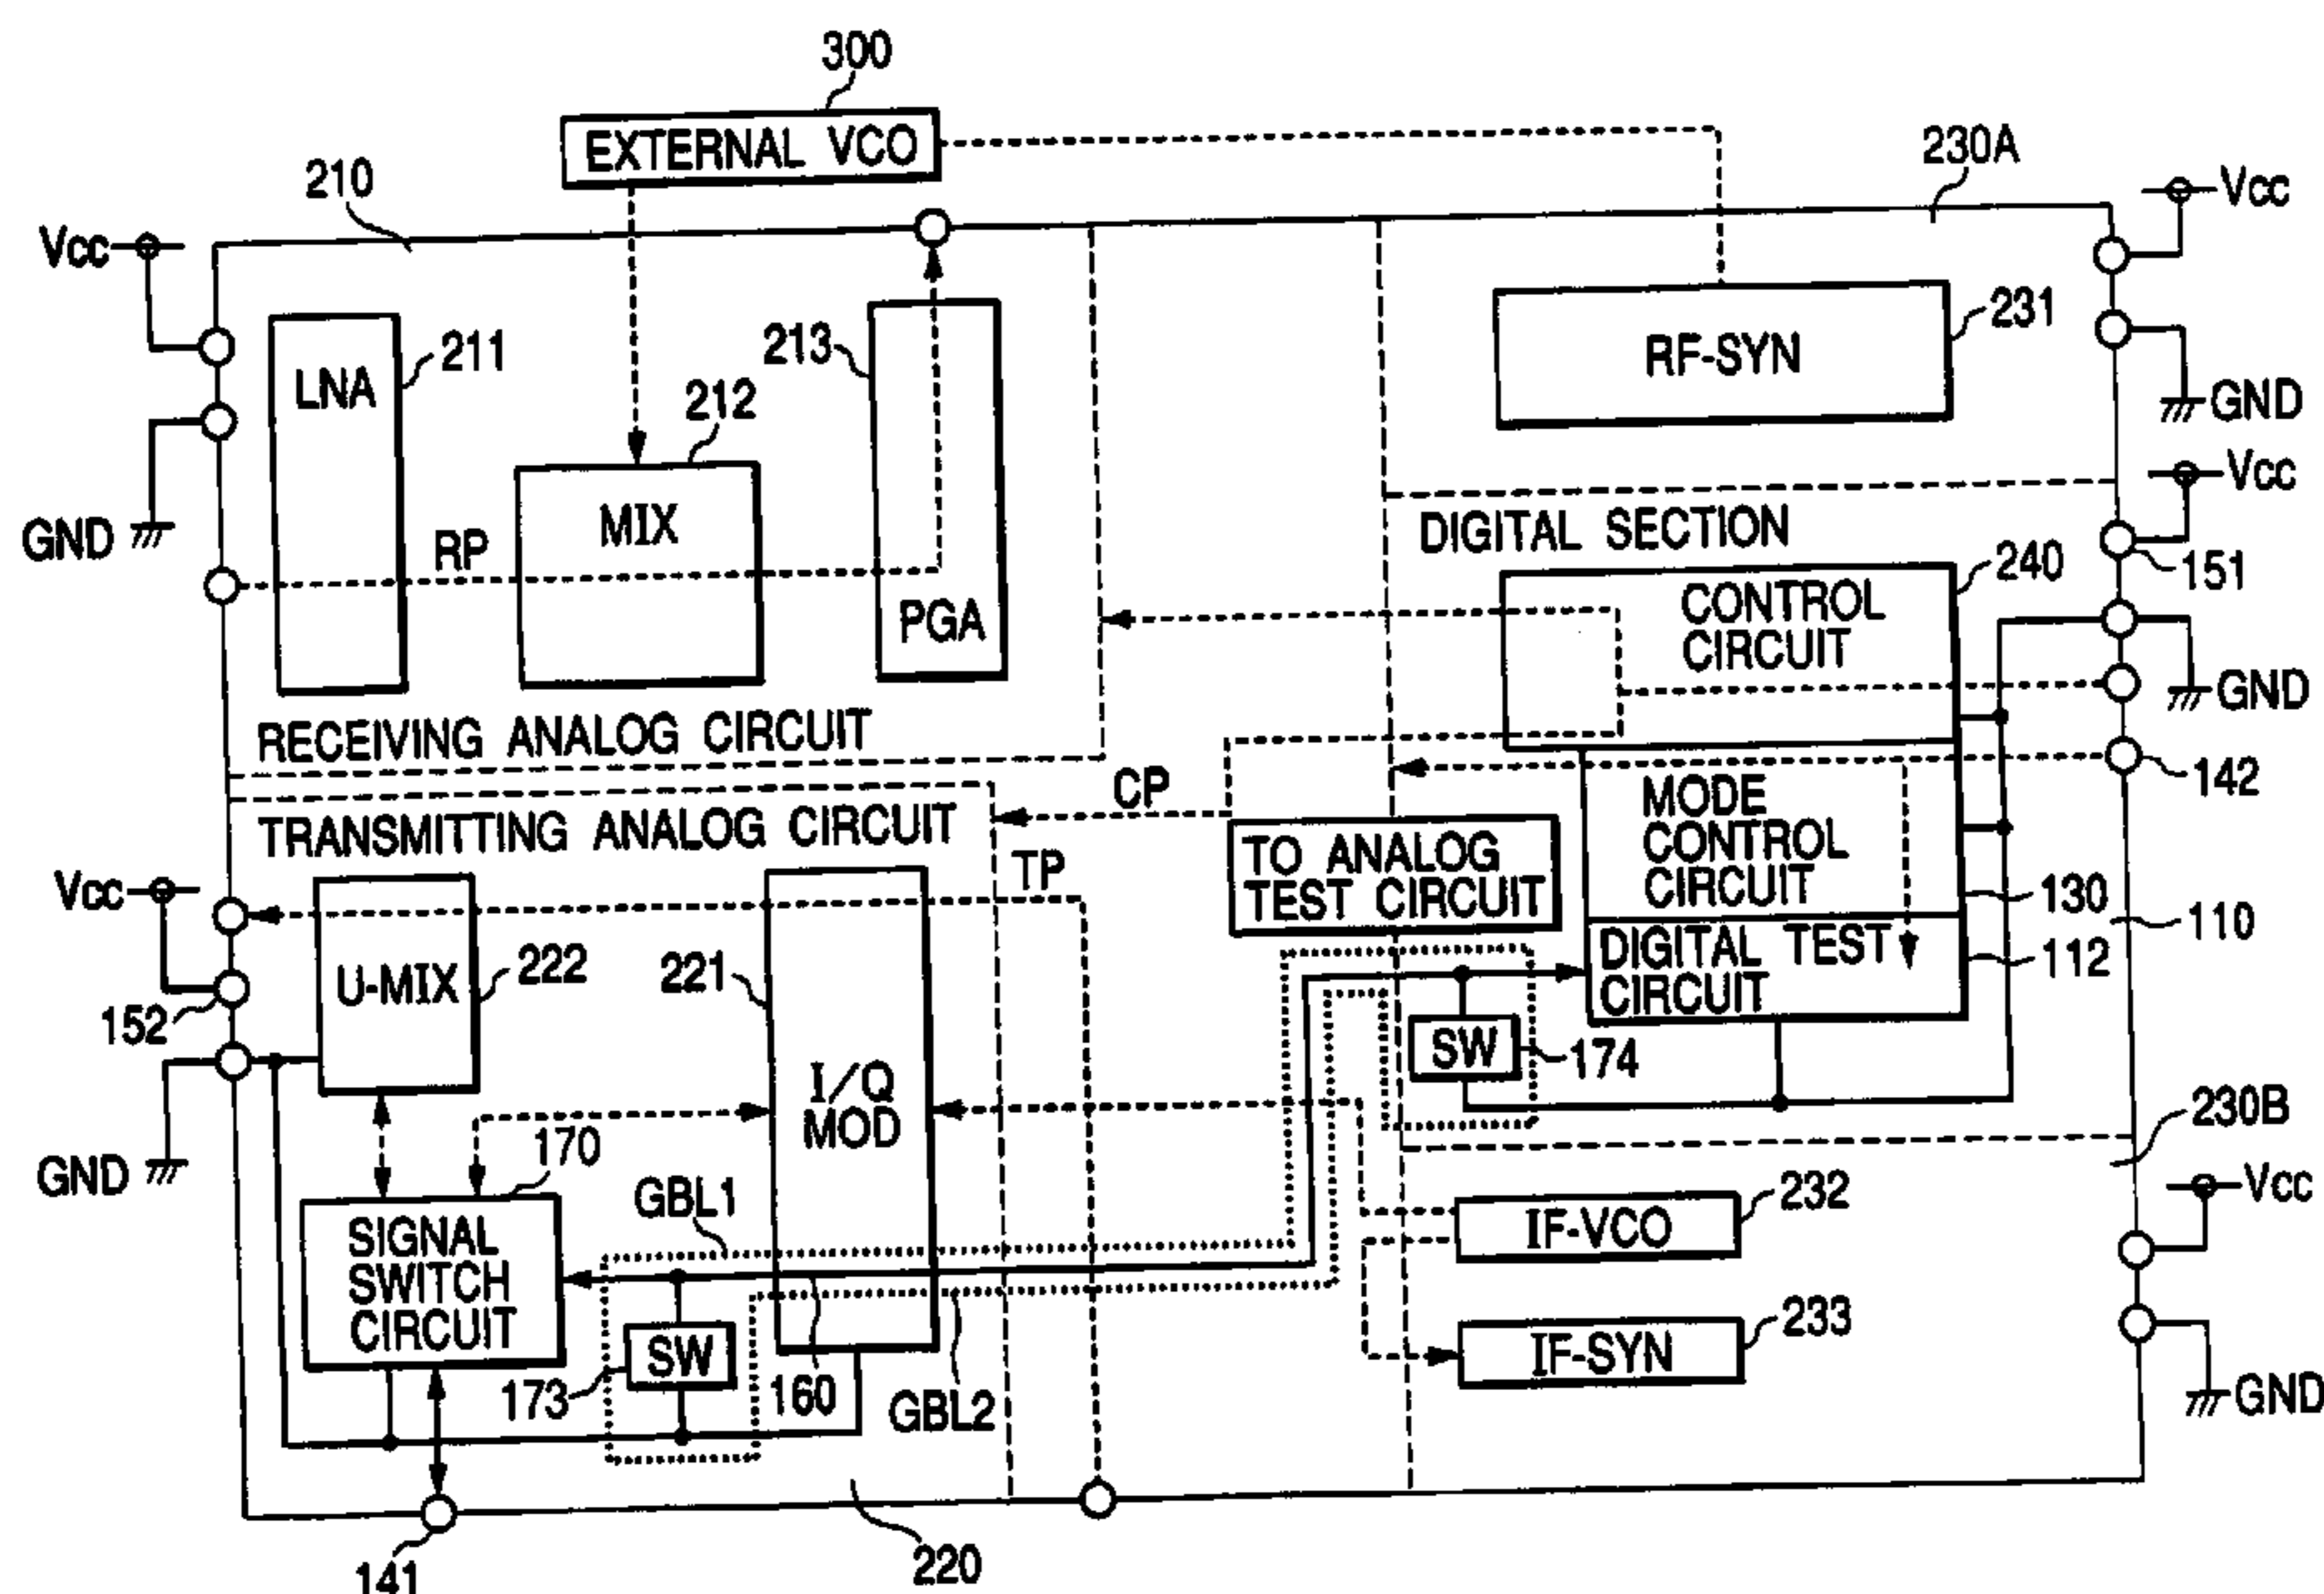 300
EXTERNAL VCO
230A
210
Vcc
Vcc
211
213
231
LNA
RF-SYN
212
GND
Vcc
GND
MIX
DIGITAL SECTION
RP
240
151
PGA
CONTROL
CIRCUIT
GND
RECEIVING ANALOG CIRCUIT
142
CP
MODE
CONTROL
CIRCUIT
TRANSMITTING ANALOG CIRCUIT
TO ANALOG
TEST CIRCUIT
TP
Vcc
130
110
222
221
U-MIX
DIGITAL TEST
CIRCUIT
112
152
SW
174
I/Q
MOD
230B
170
GND
GBL1
232
Vcc
SIGNAL
SWITCH
CIRCUIT
IF-VCO
233
SW
IF-SYN
173
160
GBL2
GND
141
220